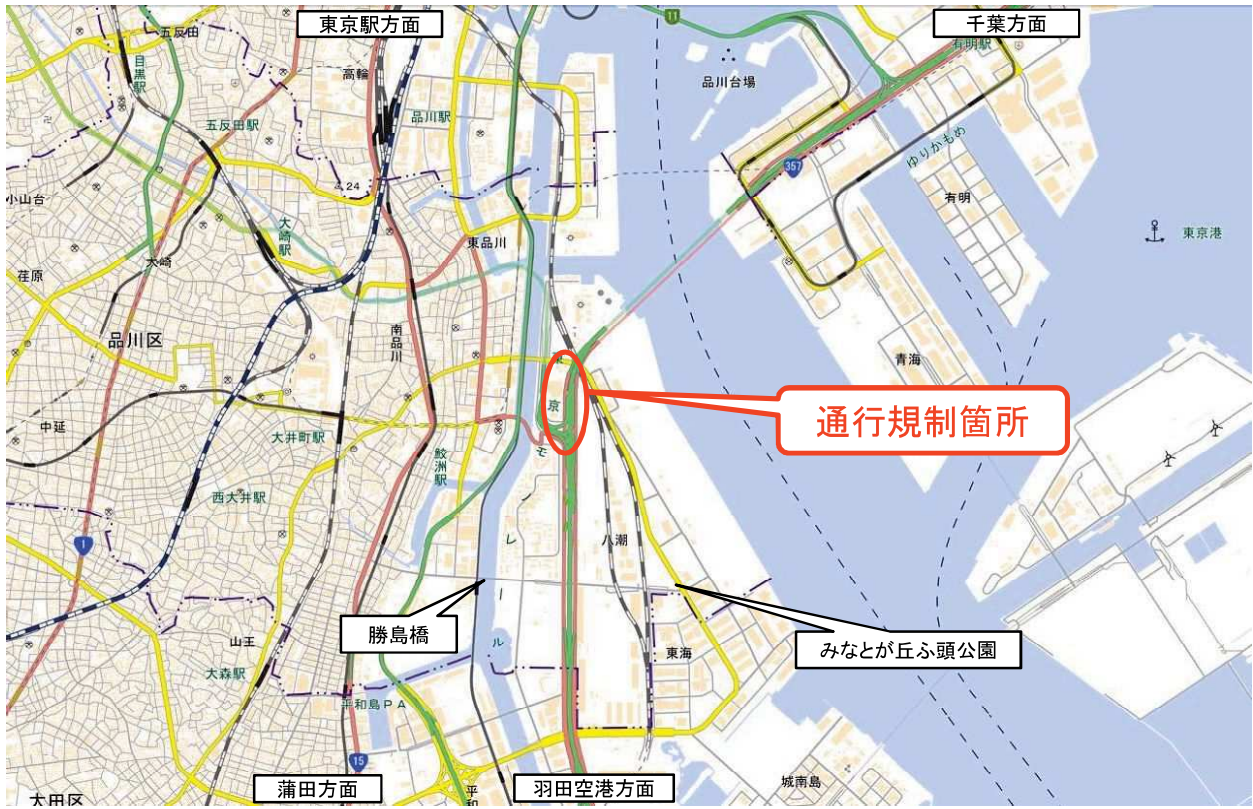 東京駅方面
千葉方面
11
五反田
有明駅
目黒駅
高輪
品川台場
品川駅
五反田駅
ゆりかもめ
357
24
小山台
有明
大崎駅
東京港
東品川
大崎
荏原
南品川
品川区
青海
京
通行規制箇所
中延
大井町駅
鮫洲駅
モ
西大井駅
レ
ー
ル
1
八潮
勝島橋
みなとが丘ふ頭公園
山王
東海
大森駅
平和島PA
15
蒲田方面
羽田空港方面
城南島
平和
大田区